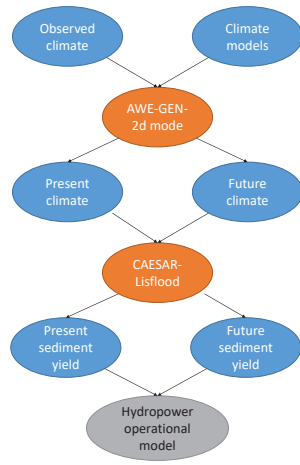 Observed
climate
Climate
models
AWE-GEN-
2d mode
Present
climate
Future
climate
CAESAR-
Lisflood
Present
sediment
yield
Future
sediment
yield
Hydropower
operational
model